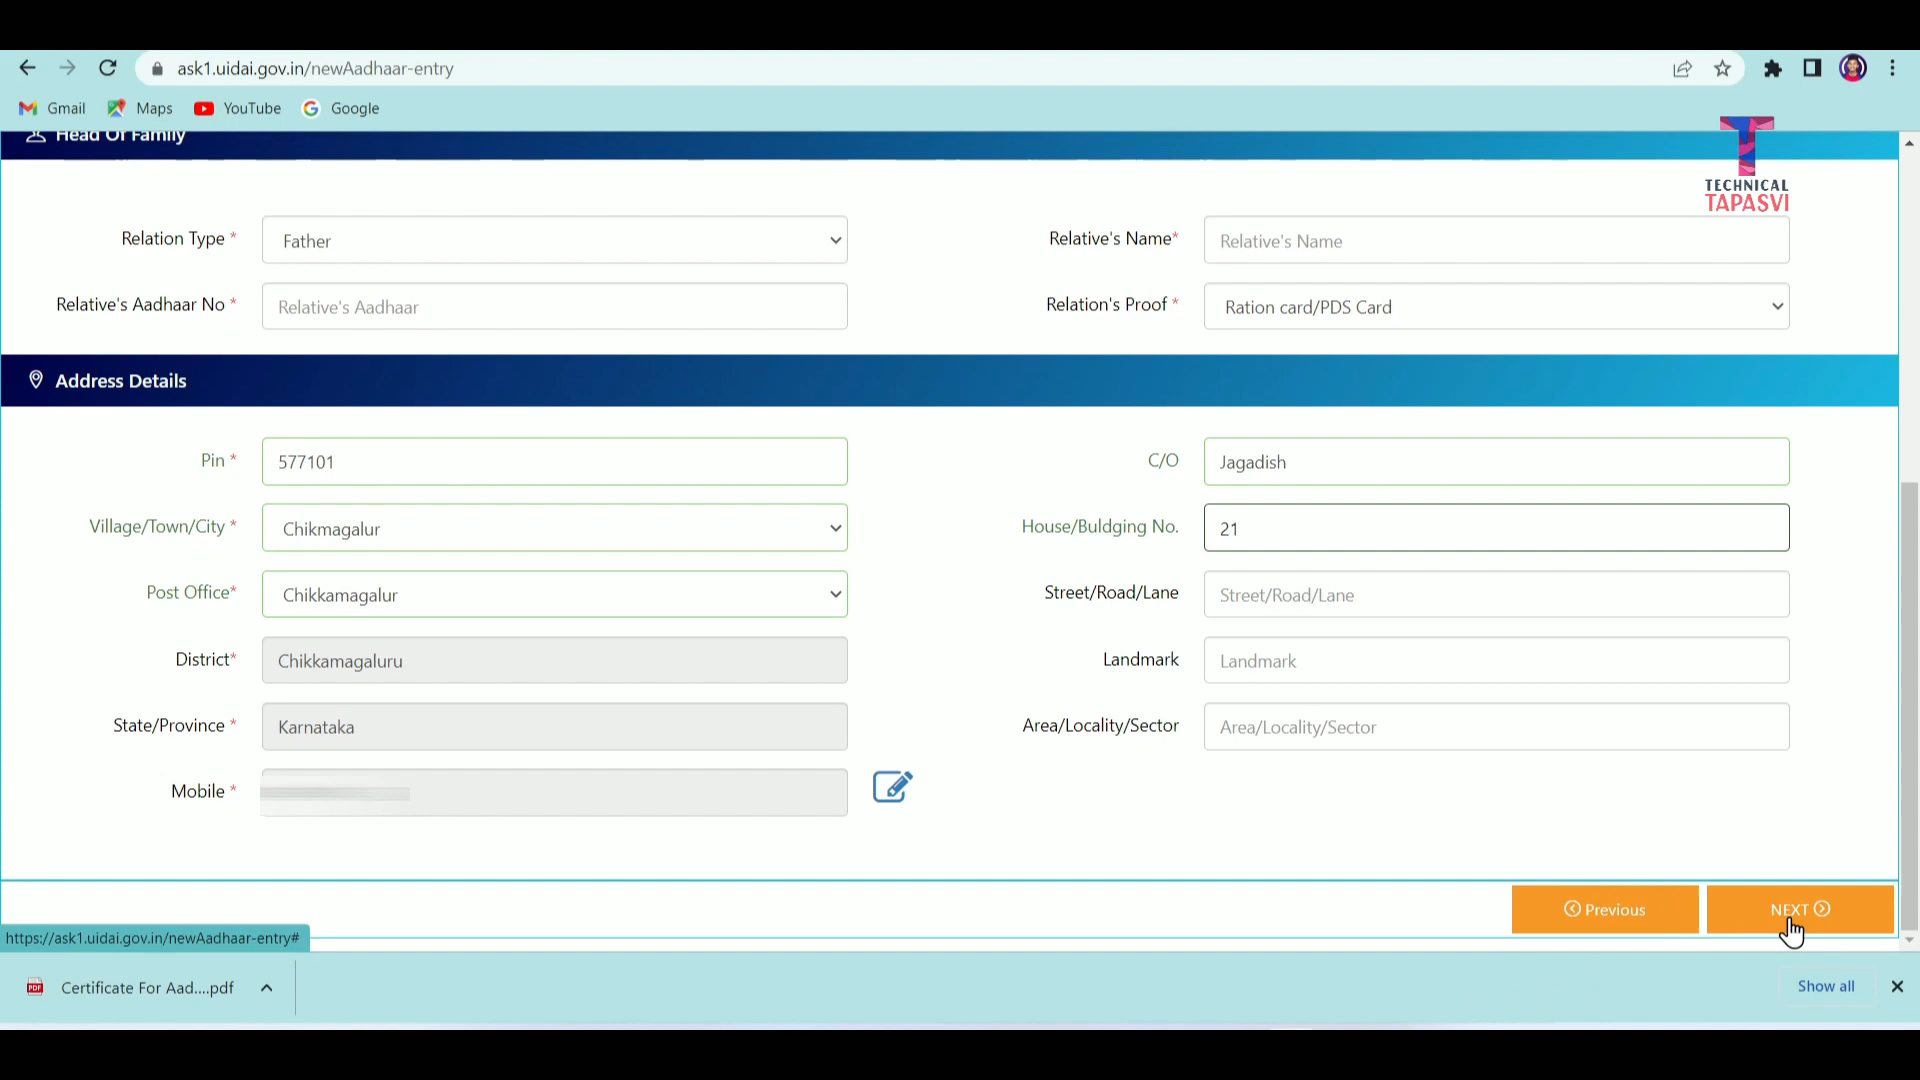 ask1.uidai.gov.in/newAadhaar-entry
Gmail Maps YouTube Google
Head Of Family
TECHNICAL
TAPASVI
Relation Type * Father Relative's Name* Relative's Name
Relative's Aadhaar No * Relative's Aadhaar Relation's Proof * Ration card/PDS Card
Address Details
Pin * 577101 C/O Jagadish
Village/Town/City * Chikmagalur House/Buldging No. 21
Post Office* Chikkamagalur Street/Road/Lane Street/Road/Lane
District* Chikkamagaluru Landmark Landmark
State/Province * Karnataka Area/Locality/Sector Area/Locality/Sector
Mobile *
Previous NEXT
https://ask1.uidai.gov.in/newAadhaar-entry#
PDF Certificate For Aad....pdf Show all